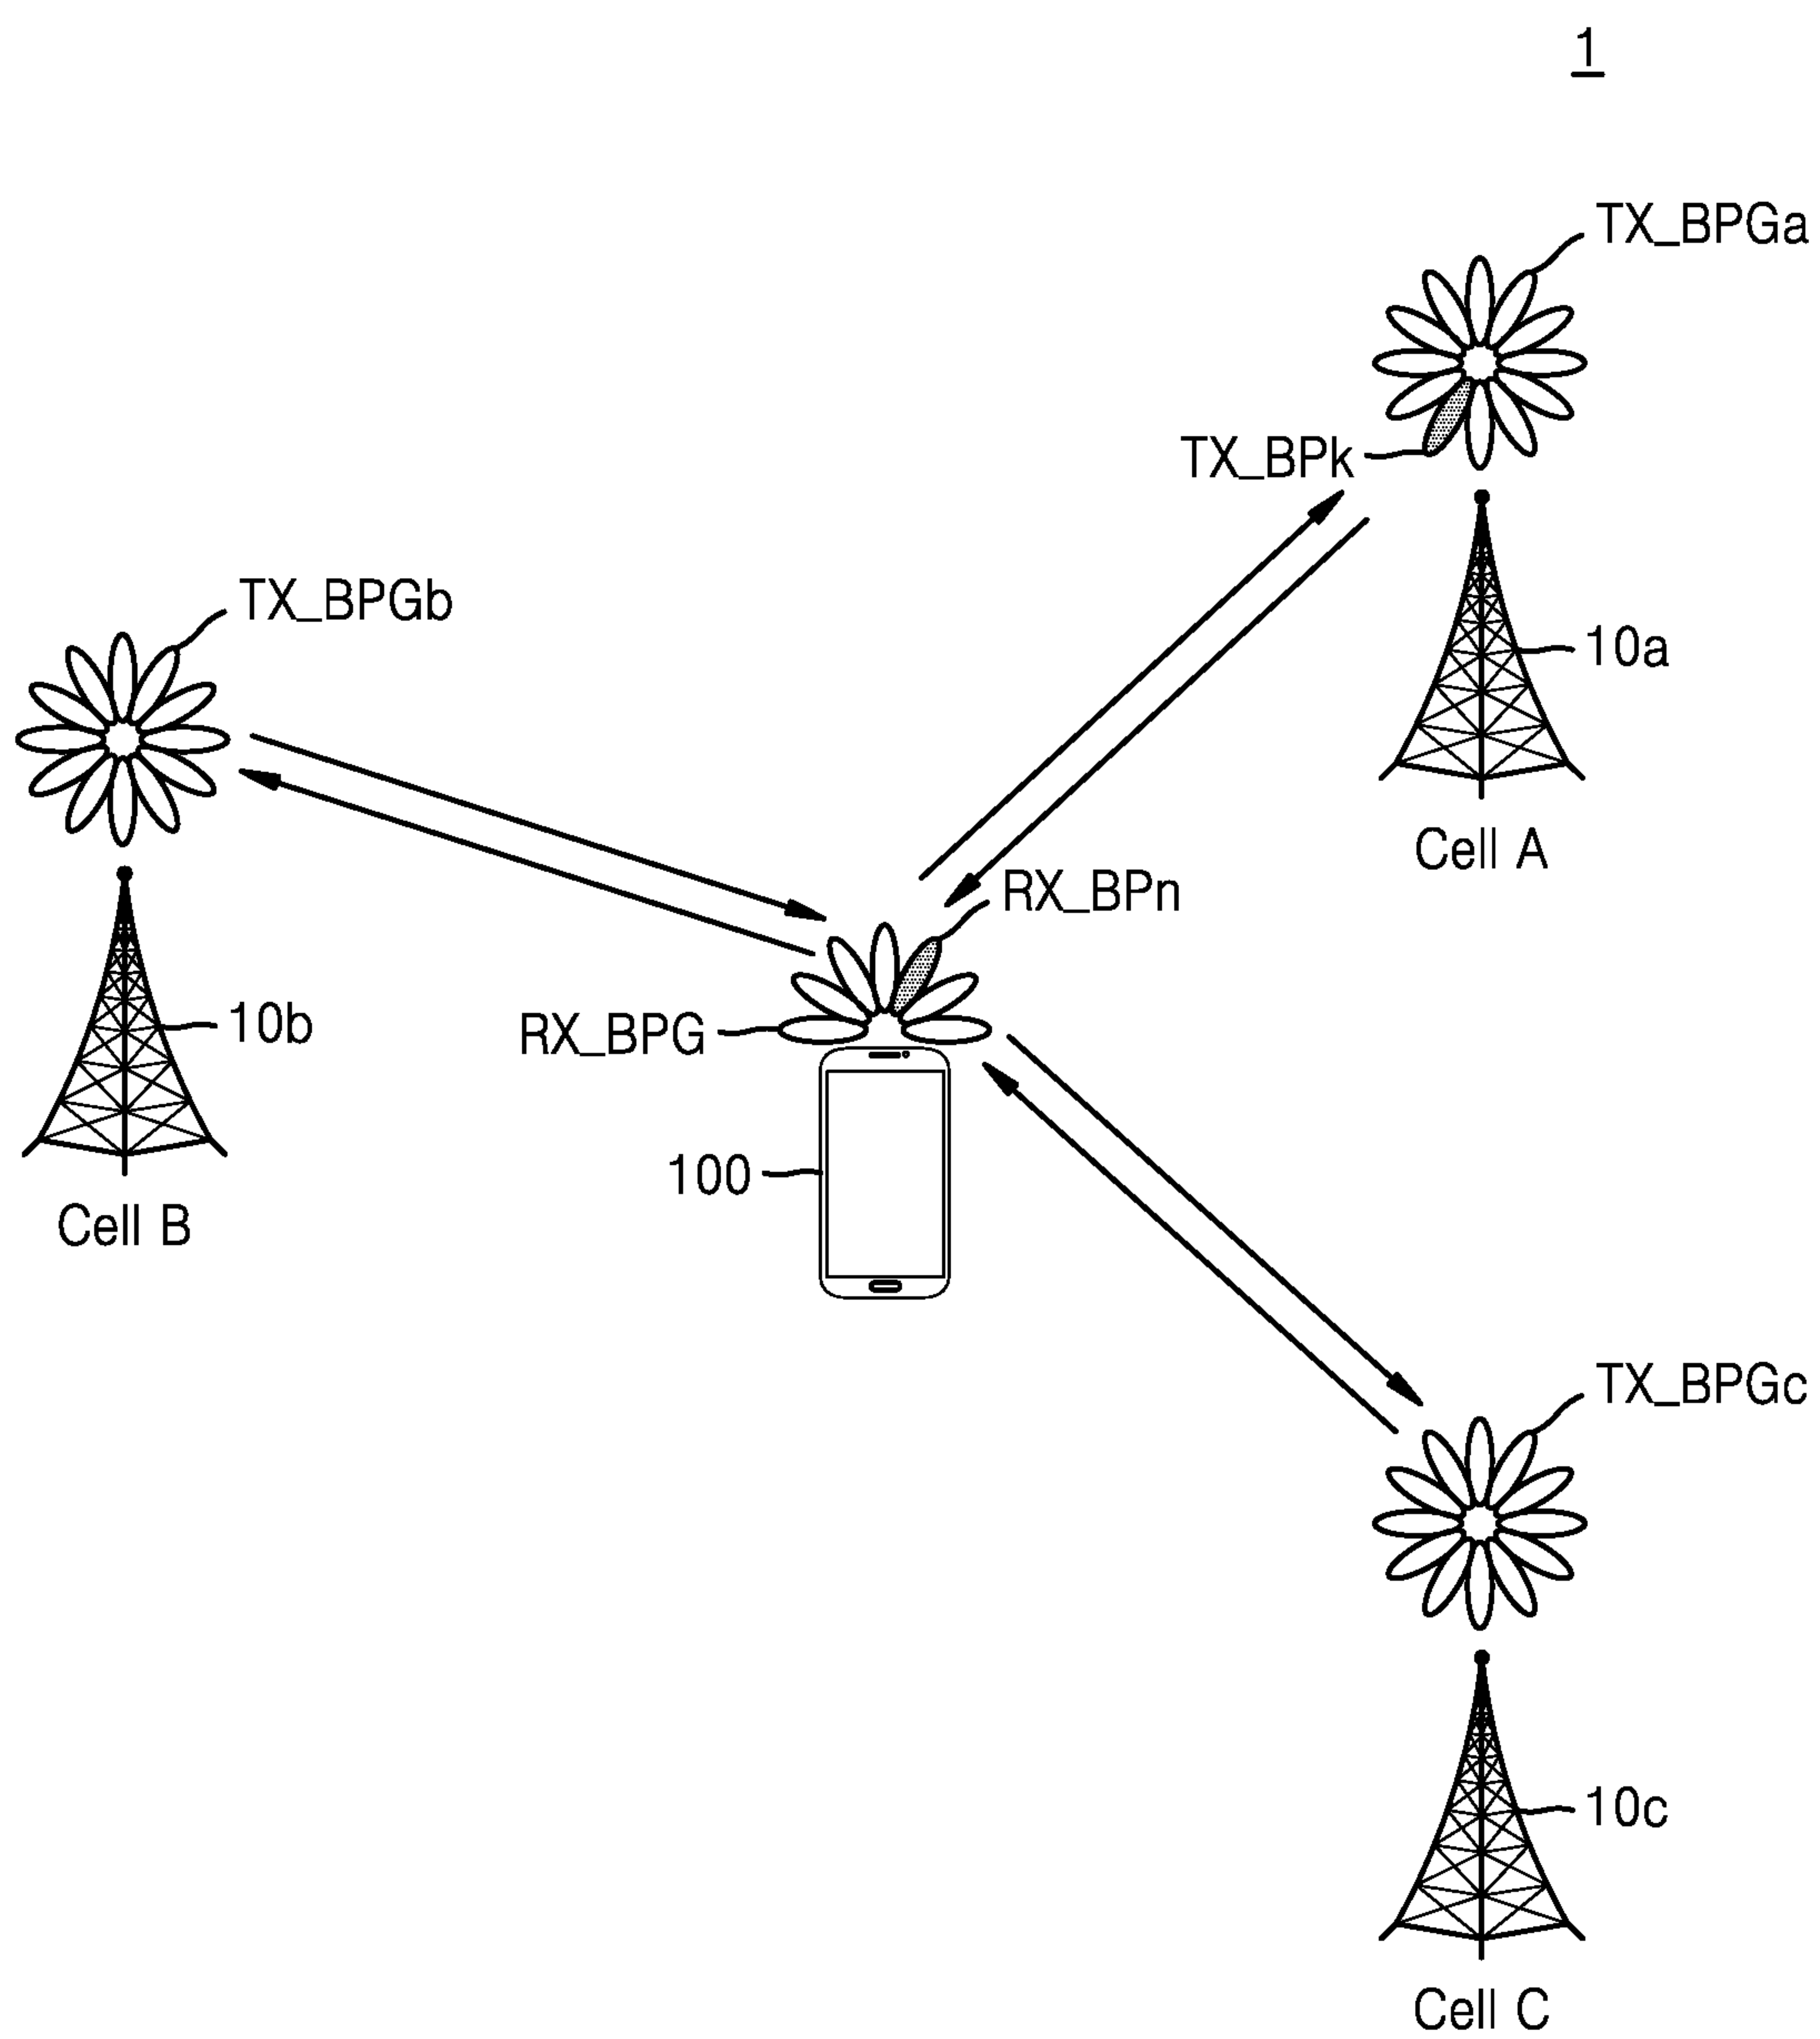 1
TX_BPGa
TX_BPk
TX_BPGb
10a
Cell A
RX_BPn
10b
RX_BPG
100
Cell B
TX_BPGc
10c
Cell C